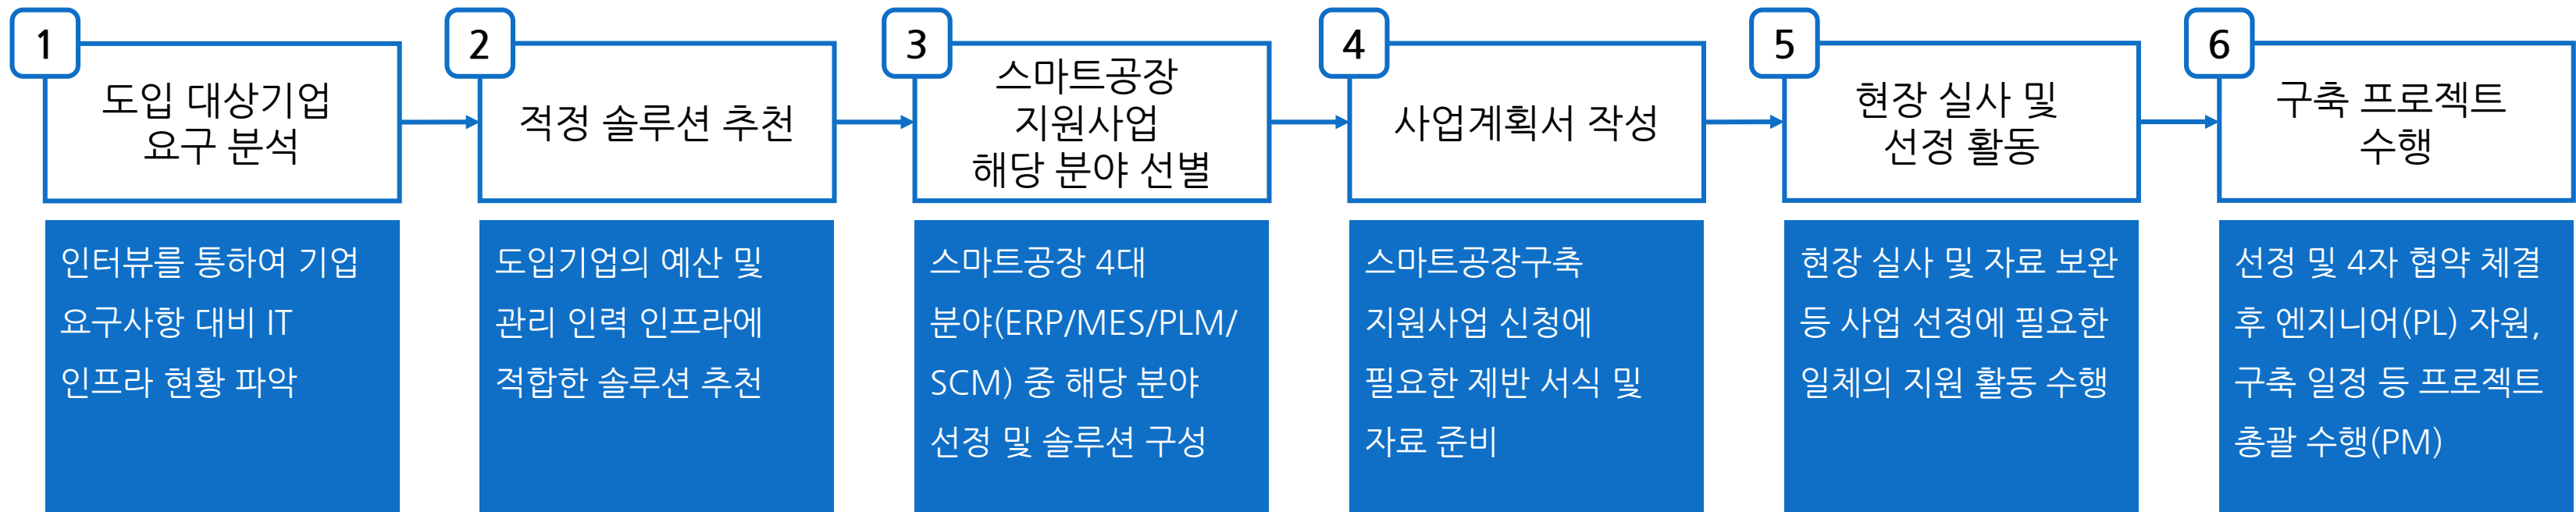 1
도입 대상기업
요구 분석
인터뷰를 통하여 기업
요구사항 대비 IT
인프라 현황 파악
2
적정 솔루션 추천
도입기업의 예산 및
관리 인력 인프라에
적합한 솔루션 추천
3
스마트공장
지원사업
해당 분야 선별
스마트공장 4대
분야(ERP/MES/PLM/
SCM) 중 해당 분야
선정 및 솔루션 구성
4
사업계획서 작성
스마트공장구축
지원사업 신청에
필요한 제반 서식 및
자료 준비
5
현장 실사 및
선정 활동
현장 실사 및 자료 보완
등 사업 선정에 필요한
일체의 지원 활동 수행
6
구축 프로젝트
수행
선정 및 4자 협약 체결
후 엔지니어(PL) 자원,
구축 일정 등 프로젝트
총괄 수행(PM)